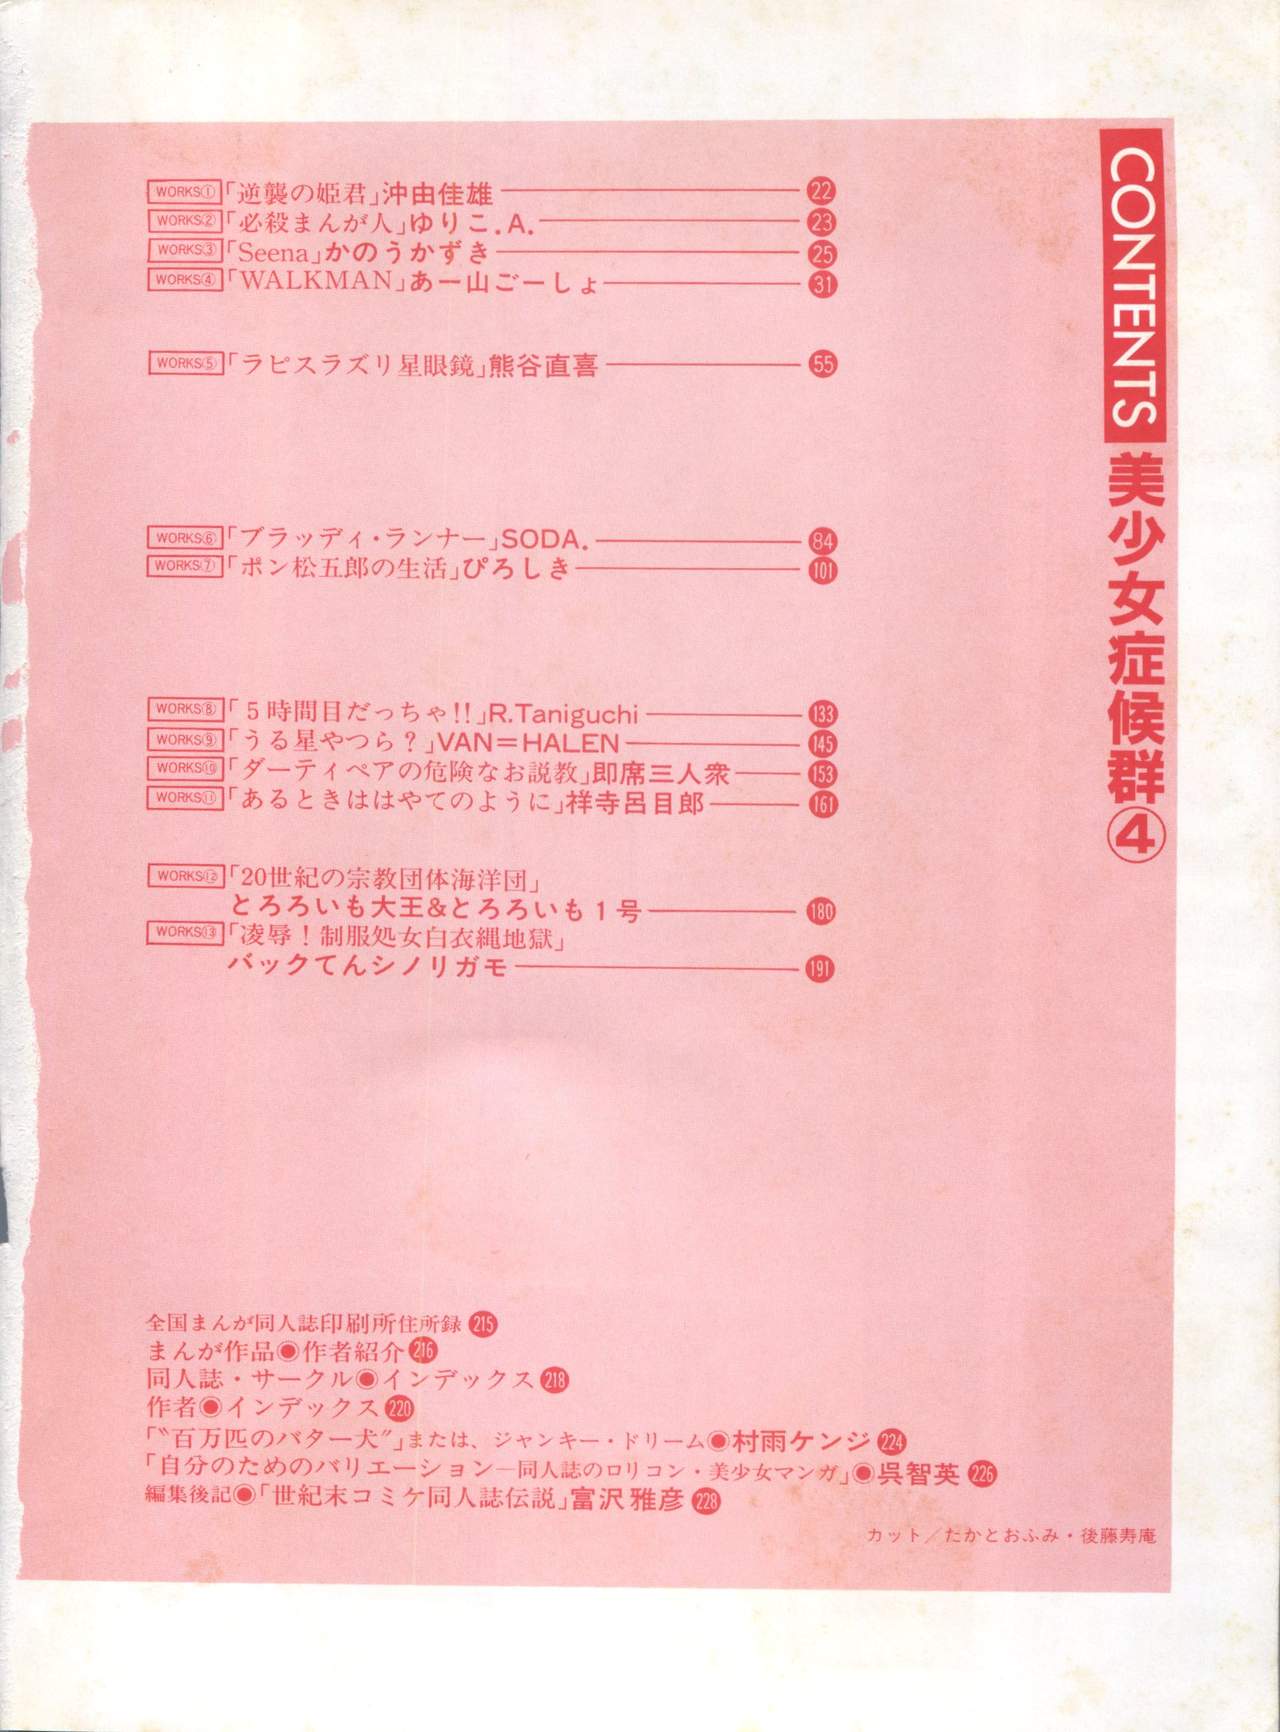 CONTENTS 美少女症候群④
WORKS①「逆襲の姫君」沖由佳雄 22
WORKS②「必殺まんが人」ゆりこ.A. 23
WORKS③「Seena」かのうかずき 25
WORKS④「WALKMAN」あー山ごーしょ 31
WORKS⑤「ラピスラズリ星眼鏡」熊谷直喜 55
WORKS⑥「ブラッディ・ランナー」SODA. 84
WORKS⑦「ポン松五郎の生活」ぴろしき 101
WORKS⑧「5時間目だっちゃ!!」R.Taniguchi 133
WORKS⑨「うる星やつら?」VAN=HALEN 145
WORKS⑩「ダーティペアの危険なお説教」即席三人衆 153
WORKS⑪「あるときははやてのように」祥寺呂目郎 161
WORKS⑫「20世紀の宗教団体海洋団」
とろろいも大王&とろろいも1号 180
WORKS⑬「凌辱!制服処女白衣縄地獄」
バックてんシノリガモ 191
全国まんが同人誌印刷所住所録 215
まんが作品◉作者紹介 216
同人誌・サークル◉インデックス 218
作者◉インデックス 220
「〝百万匹のバター犬〟」または、ジャンキー・ドリーム◉村雨ケンジ 224
「自分のためのバリエーション―同人誌のロリコン・美少女マンガ」◉呉智英 226
編集後記◉「世紀末コミケ同人誌伝説」富沢雅彦 228
カット/たかとおふみ・後藤寿庵